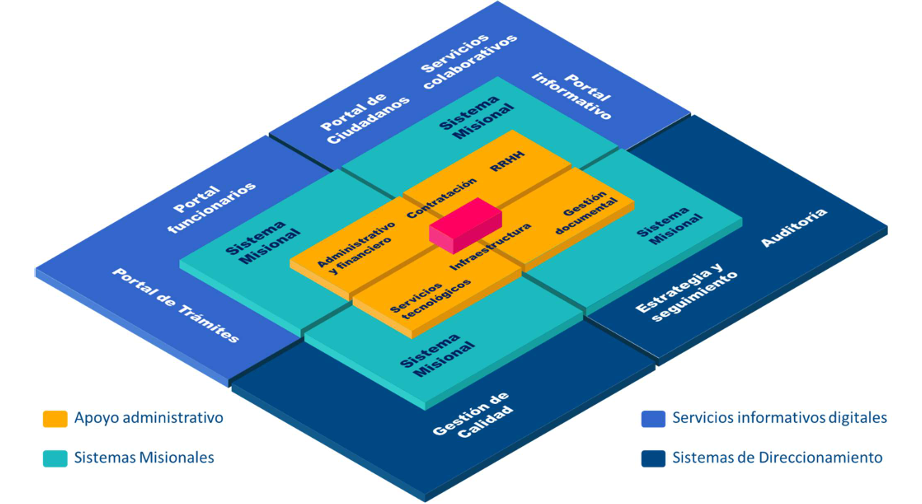 Servicios
colaborativos
Portal de
Ciudadanos
Portal
informativo
Sistema
Misional
Portal
funcionarios
RRHH
Contratación
Sistema
Misional
Administrativo
y financiero
Gestión
documental
Sistema
Misional
Auditoria
Infraestructura
Portal de Trámites
Servicios
tecnológicos
Estrategia y
seguimiento
Sistema
Misional
Gestión de
Calidad
Apoyo administrativo
Sistemas Misionales
Servicios informativos digitales
Sistemas de Direccionamiento